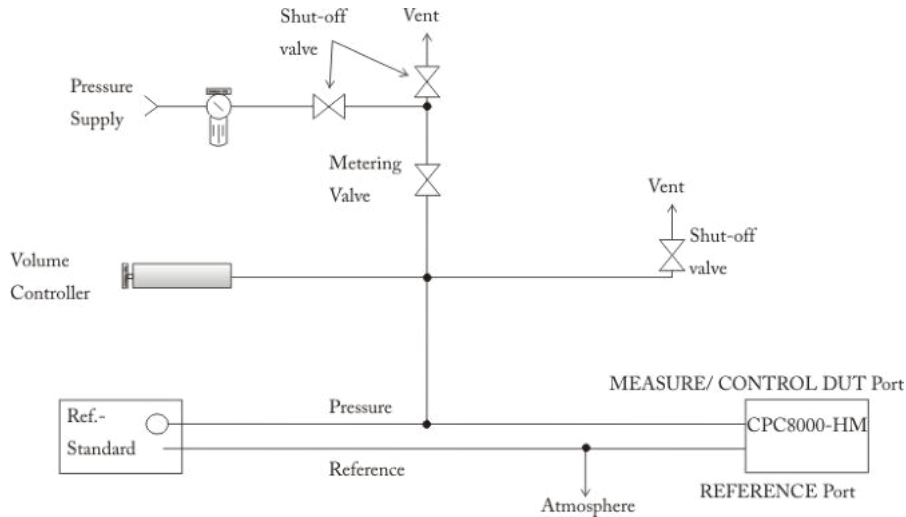 Shut-off
valve
Vent
Pressure
Supply
Metering
Valve
Vent
Shut-off
valve
Volume
Controller
MEASURE/ CONTROL DUT Port
Ref.-
Standard
Pressure
CPC8000-HM
Reference
REFERENCE Port
Atmosphere